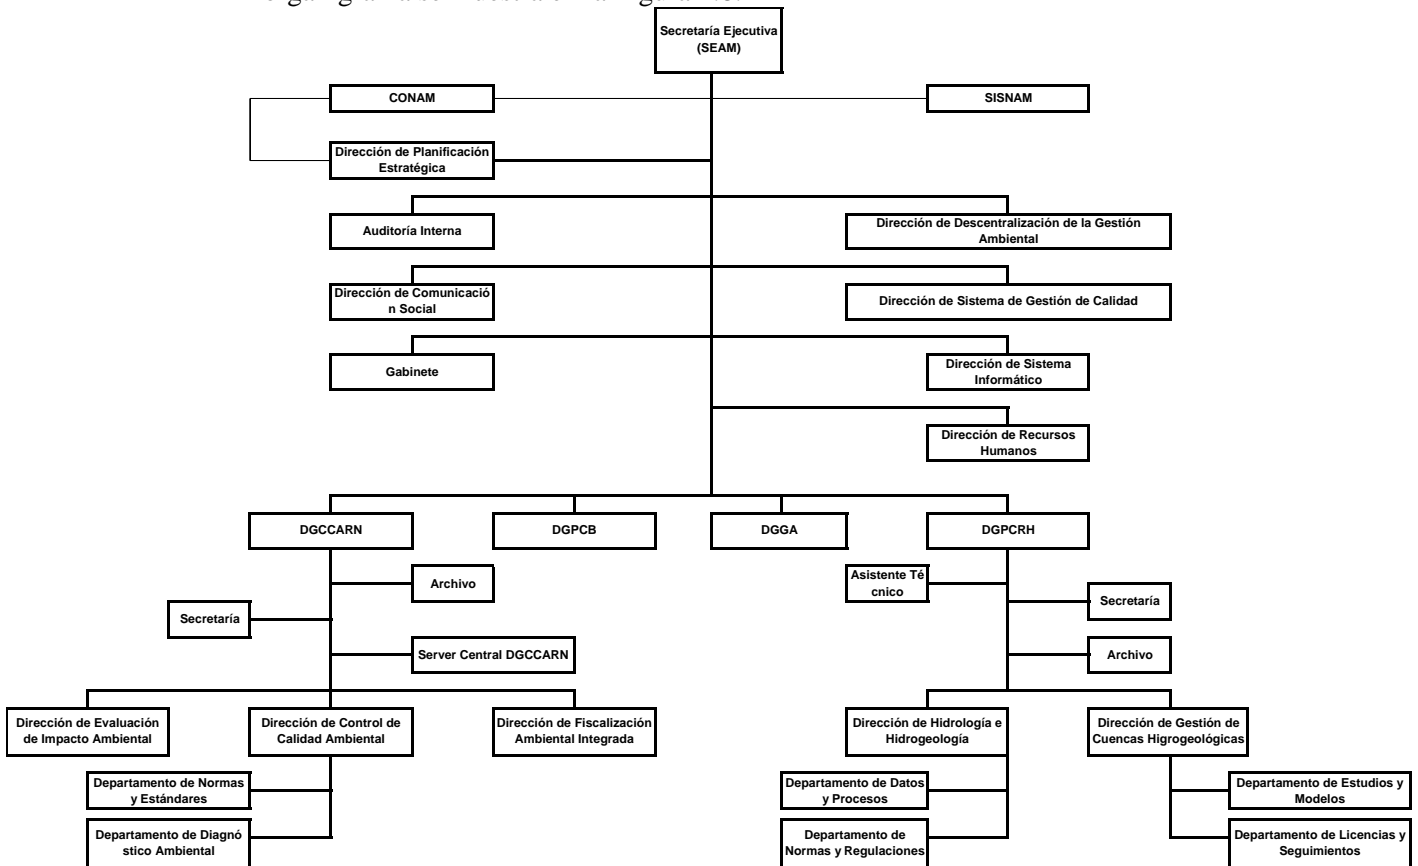 Secretaría Ejecutiva
(SEAM)
CONAM
SISNAM
Dirección de Planificación
Estratégica
Auditoría Interna
Dirección de Descentralización de la Gestión
Ambiental
Dirección de Comunicació
n Social
Dirección de Sistema de Gestión de Calidad
Gabinete
Dirección de Sistema
Informático
Dirección de Recursos
Humanos
DGCCARN
DGPCB
DGGA
DGPCRH
Archivo
Asistente Té
cnico
Secretaría
Secretaría
Server Central DGCCARN
Archivo
Dirección de Evaluación
de Impacto Ambiental
Dirección de Control de
Calidad Ambiental
Dirección de Fiscalización
Ambiental Integrada
Dirección de Hidrología e
Hidrogeología
Dirección de Gestión de
Cuencas Higrogeológicas
Departamento de Normas
y Estándares
Departamento de Datos
y Procesos
Departamento de Estudios y
Modelos
Departamento de Diagnó
stico Ambiental
Departamento de
Normas y Regulaciones
Departamento de Licencias y
Seguimientos